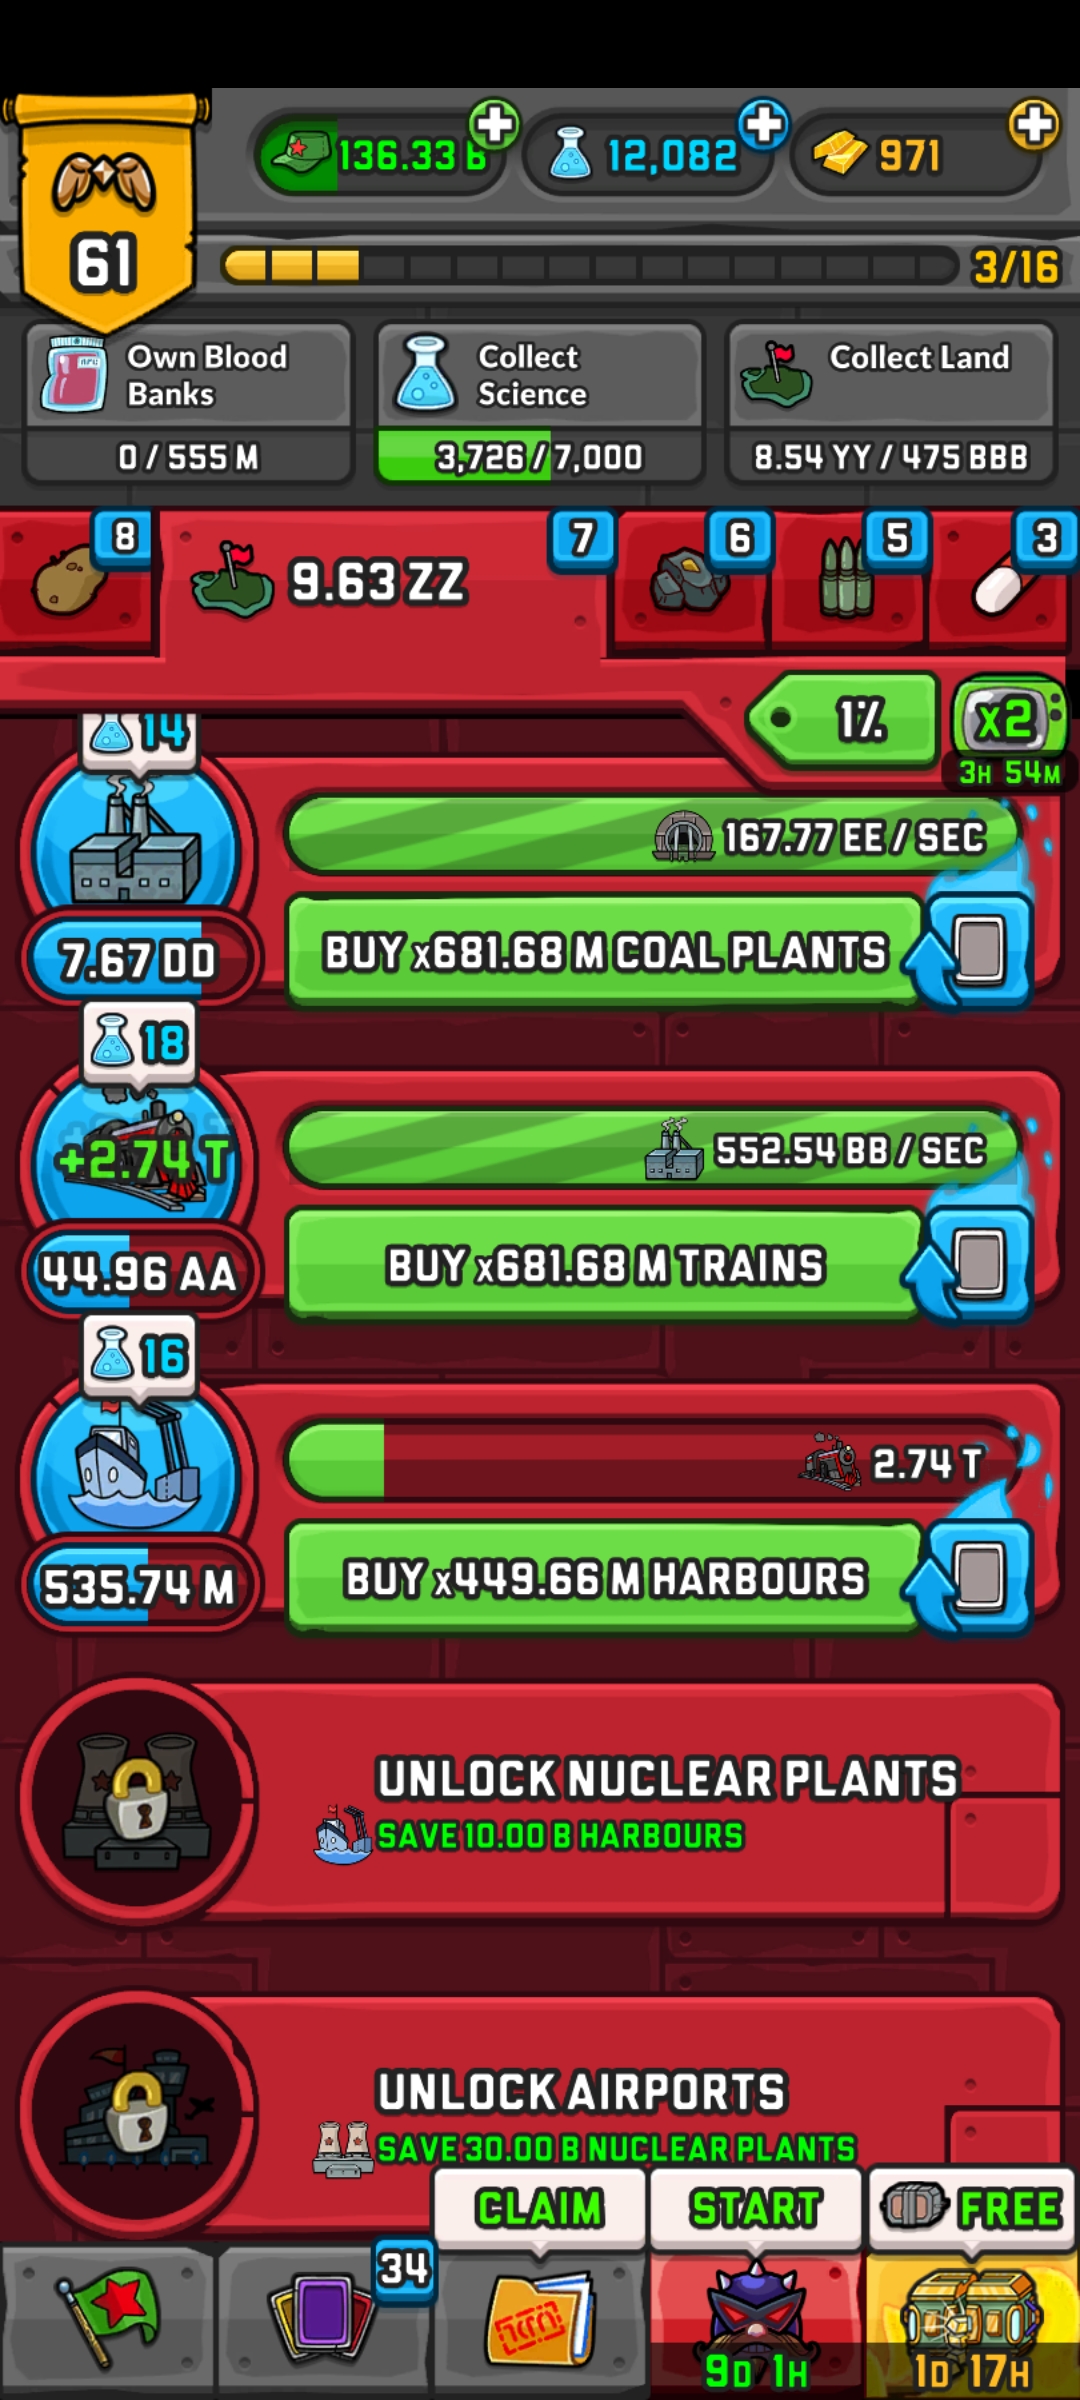 136.33 B
12,082
971
61
3/16
Own Blood
Banks
0 / 555 M
Collect
Science
3,726 / 7,000
Collect Land
8.54 YY / 475 BBB
8
9.63 ZZ
7
6
5
3
1%
x2
3H 54M
14
167.77 EE / SEC
7.67 DD
BUY x681.68 M COAL PLANTS
18
+2.74 T
552.54 BB / SEC
44.96 AA
BUY x681.68 M TRAINS
16
2.74 T
535.74 M
BUY x449.66 M HARBOURS
UNLOCK NUCLEAR PLANTS
SAVE 10.00 B HARBOURS
UNLOCK AIRPORTS
SAVE 30.00 B NUCLEAR PLANTS
CLAIM
START
FREE
34
9D 1H
1D 17H